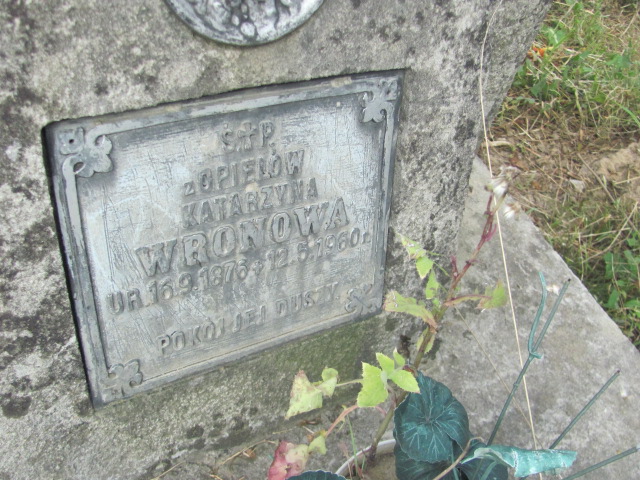 Ś.†P.
z OPIEŁÓW
KATARZYNA
WRONOWA
UR. 16.9.1876 † 12.6.1960 r.
POKÓJ JEJ DUSZY